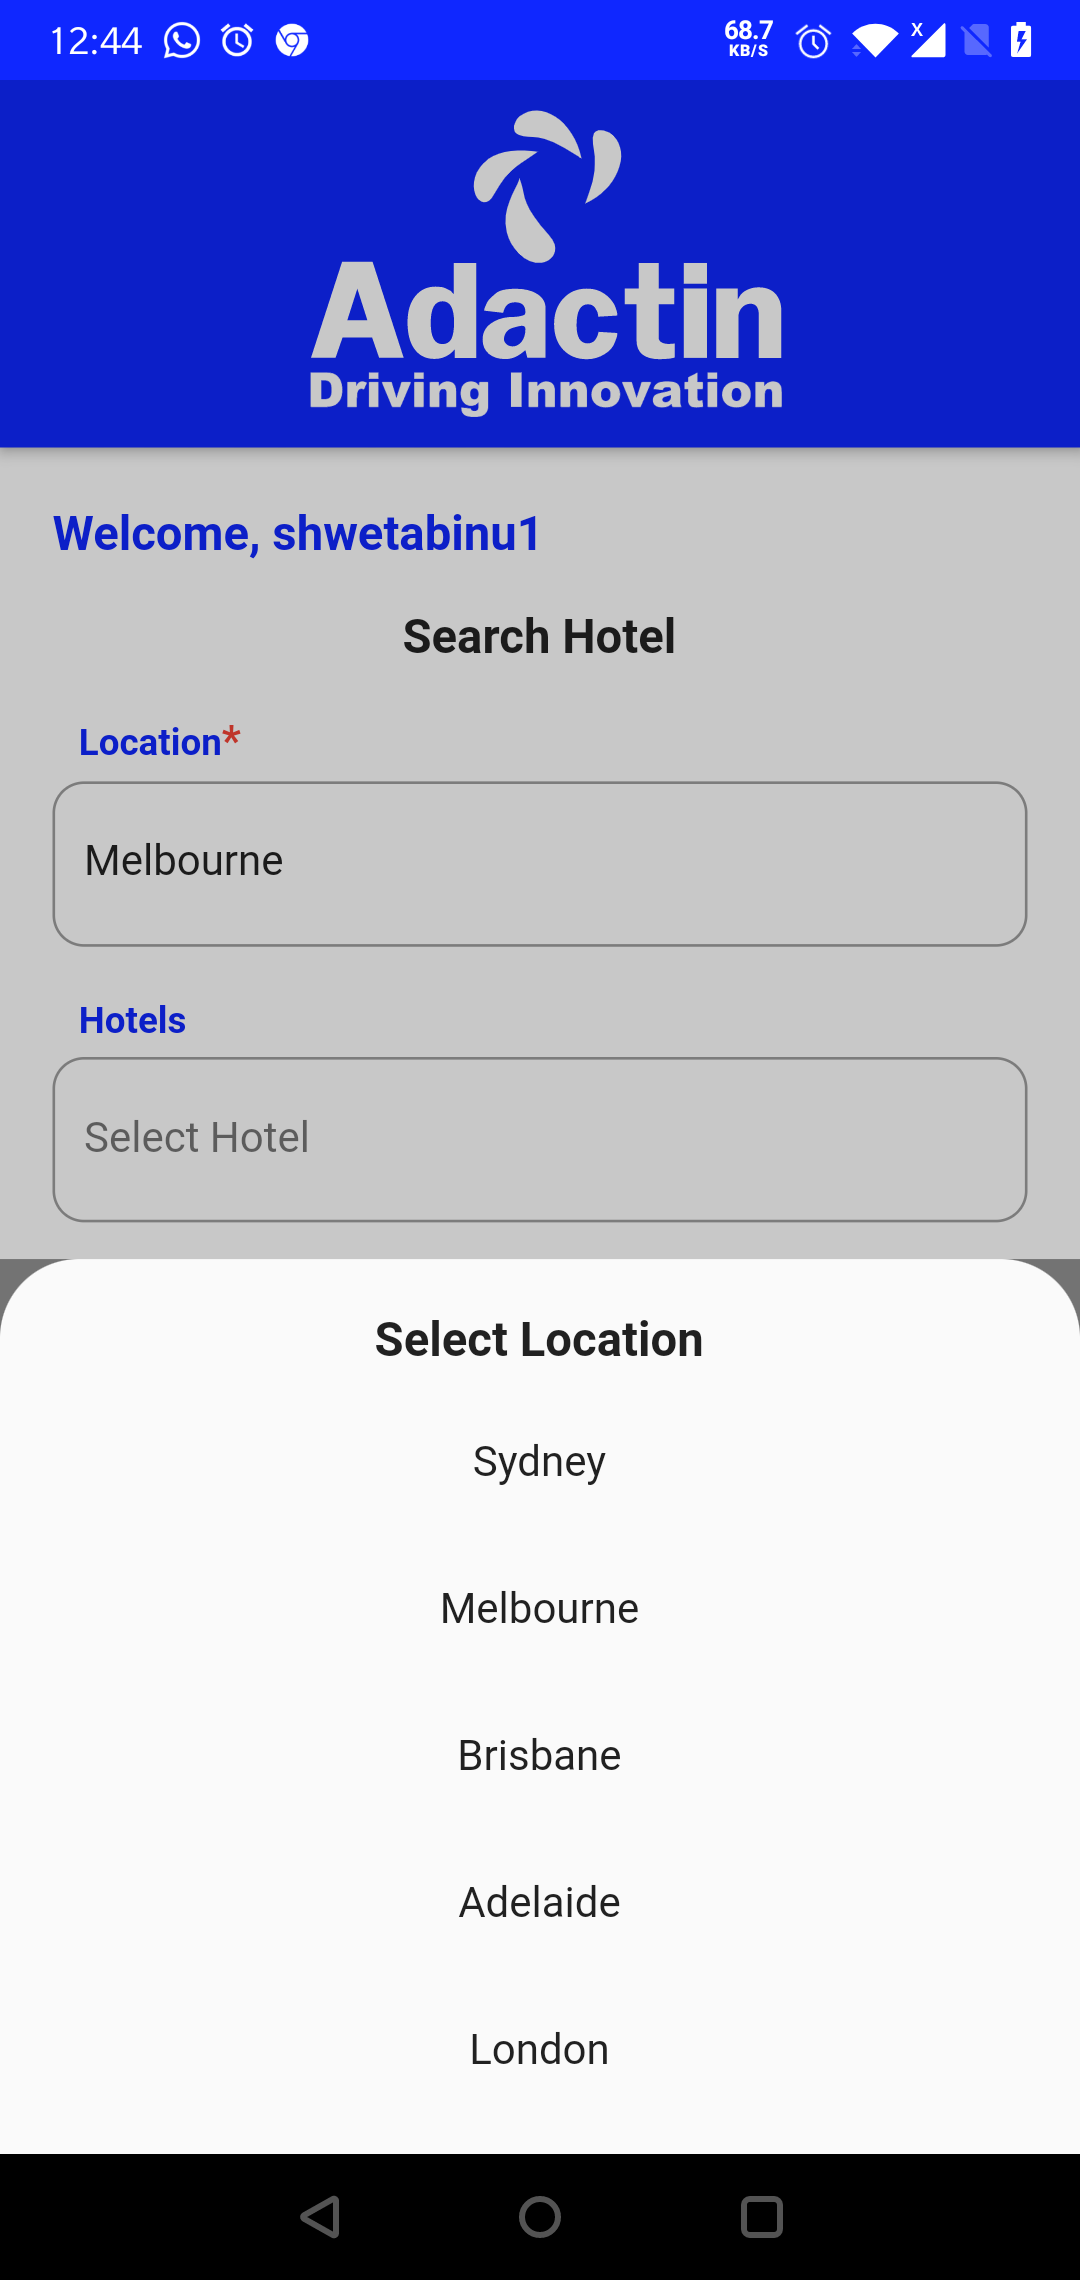 12:44
68.7
KB/S
X
Adactin
Driving Innovation
Welcome, shwetabinu1
Search Hotel
Location*
Melbourne
Hotels
Select Hotel
Select Location
Sydney
Melbourne
Brisbane
Adelaide
London